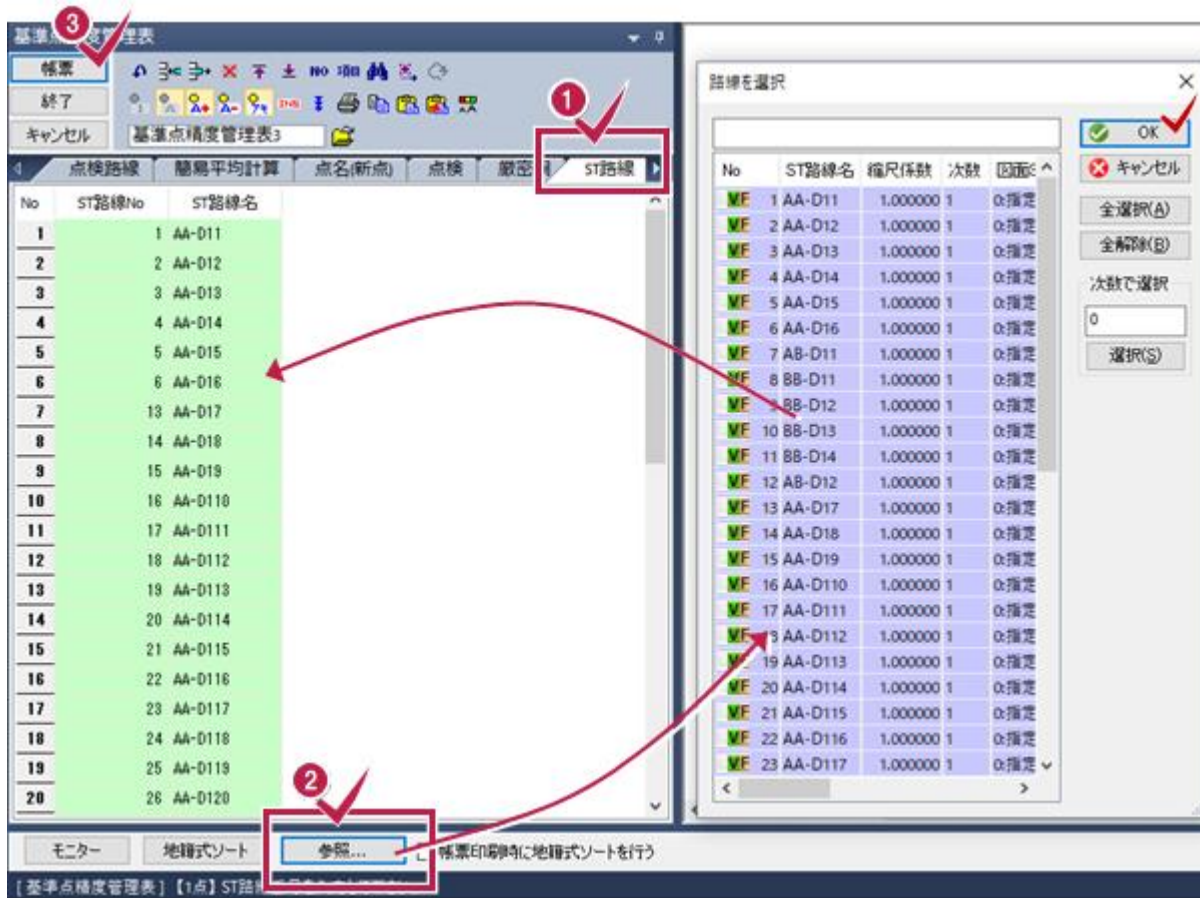 3
基準点精度管理表
帳票
NO 項目
終了
1
キャンセル 基準点精度管理表3
点検路線 簡易平均計算 点名(新点) 点検 ST路線
No ST路線No ST路線名
1 1 AA-D11
2 2 AA-D12
3 3 AA-D13
4 4 AA-D14
5 5 AA-D15
6 6 AA-D16
7 13 AA-D17
8 14 AA-D18
9 15 AA-D19
10 16 AA-D110
11 17 AA-D111
12 18 AA-D112
13 19 AA-D113
14 20 AA-D114
15 21 AA-D115
16 22 AA-D116
17 23 AA-D117
18 24 AA-D118
19 25 AA-D119
20 26 AA-D120
2
モニター 地籍式ソート 参照... 帳票印刷時に地籍式ソートを行う
[ 基準点精度管理表 ] 【1点】 ST路
路線を選択
No ST路線名 縮尺係数 次数
VF 1 AA-D11 1.000000 1 0:指定
VF 2 AA-D12 1.000000 1 0:指定
VF 3 AA-D13 1.000000 1 0:指定
VF 4 AA-D14 1.000000 1 0:指定
VF 5 AA-D15 1.000000 1 0:指定
VF 6 AA-D16 1.000000 1 0:指定
VF 7 AB-D11 1.000000 1 0:指定
VF 8 BB-D11 1.000000 1 0:指定
VF 9 BB-D12 1.000000 1 0:指定
VF 10 BB-D13 1.000000 1 0:指定
VF 11 BB-D14 1.000000 1 0:指定
VF 12 AB-D12 1.000000 1 0:指定
VF 13 AA-D17 1.000000 1 0:指定
VF 14 AA-D18 1.000000 1 0:指定
VF 15 AA-D19 1.000000 1 0:指定
VF 16 AA-D110 1.000000 1 0:指定
VF 17 AA-D111 1.000000 1 0:指定
VF 18 AA-D112 1.000000 1 0:指定
VF 19 AA-D113 1.000000 1 0:指定
VF 20 AA-D114 1.000000 1 0:指定
VF 21 AA-D115 1.000000 1 0:指定
VF 22 AA-D116 1.000000 1 0:指定
VF 23 AA-D117 1.000000 1 0:指定
OK
キャンセル
全選択(A)
全解除(B)
次数で選択
0
選択(S)